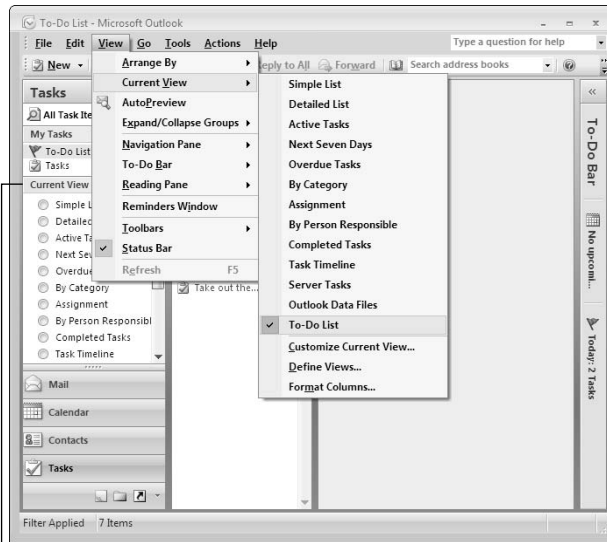 To-Do List - Microsoft Outlook
File Edit View Go Tools Actions Help
Type a question for help
New
eply to All Forward Search address books
Tasks
All Task Ite
My Tasks
To-Do List
Tasks
Current View
Simple L
Detailed
Active Ta
Next Sev
Overdue
By Category
Assignment
By Person Responsibl
Completed Tasks
Task Timeline
Mail
Calendar
Contacts
Tasks
Arrange By
Current View
AutoPreview
Expand/Collapse Groups
Navigation Pane
To-Do Bar
Reading Pane
Reminders Window
Toolbars
Status Bar
Refresh F5
Take out the...
Simple List
Detailed List
Active Tasks
Next Seven Days
Overdue Tasks
By Category
Assignment
By Person Responsible
Completed Tasks
Task Timeline
Server Tasks
Outlook Data Files
To-Do List
Customize Current View...
Define Views...
Format Columns...
To-Do Bar
No upcomi...
Today: 2 Tasks
Filter Applied 7 Items